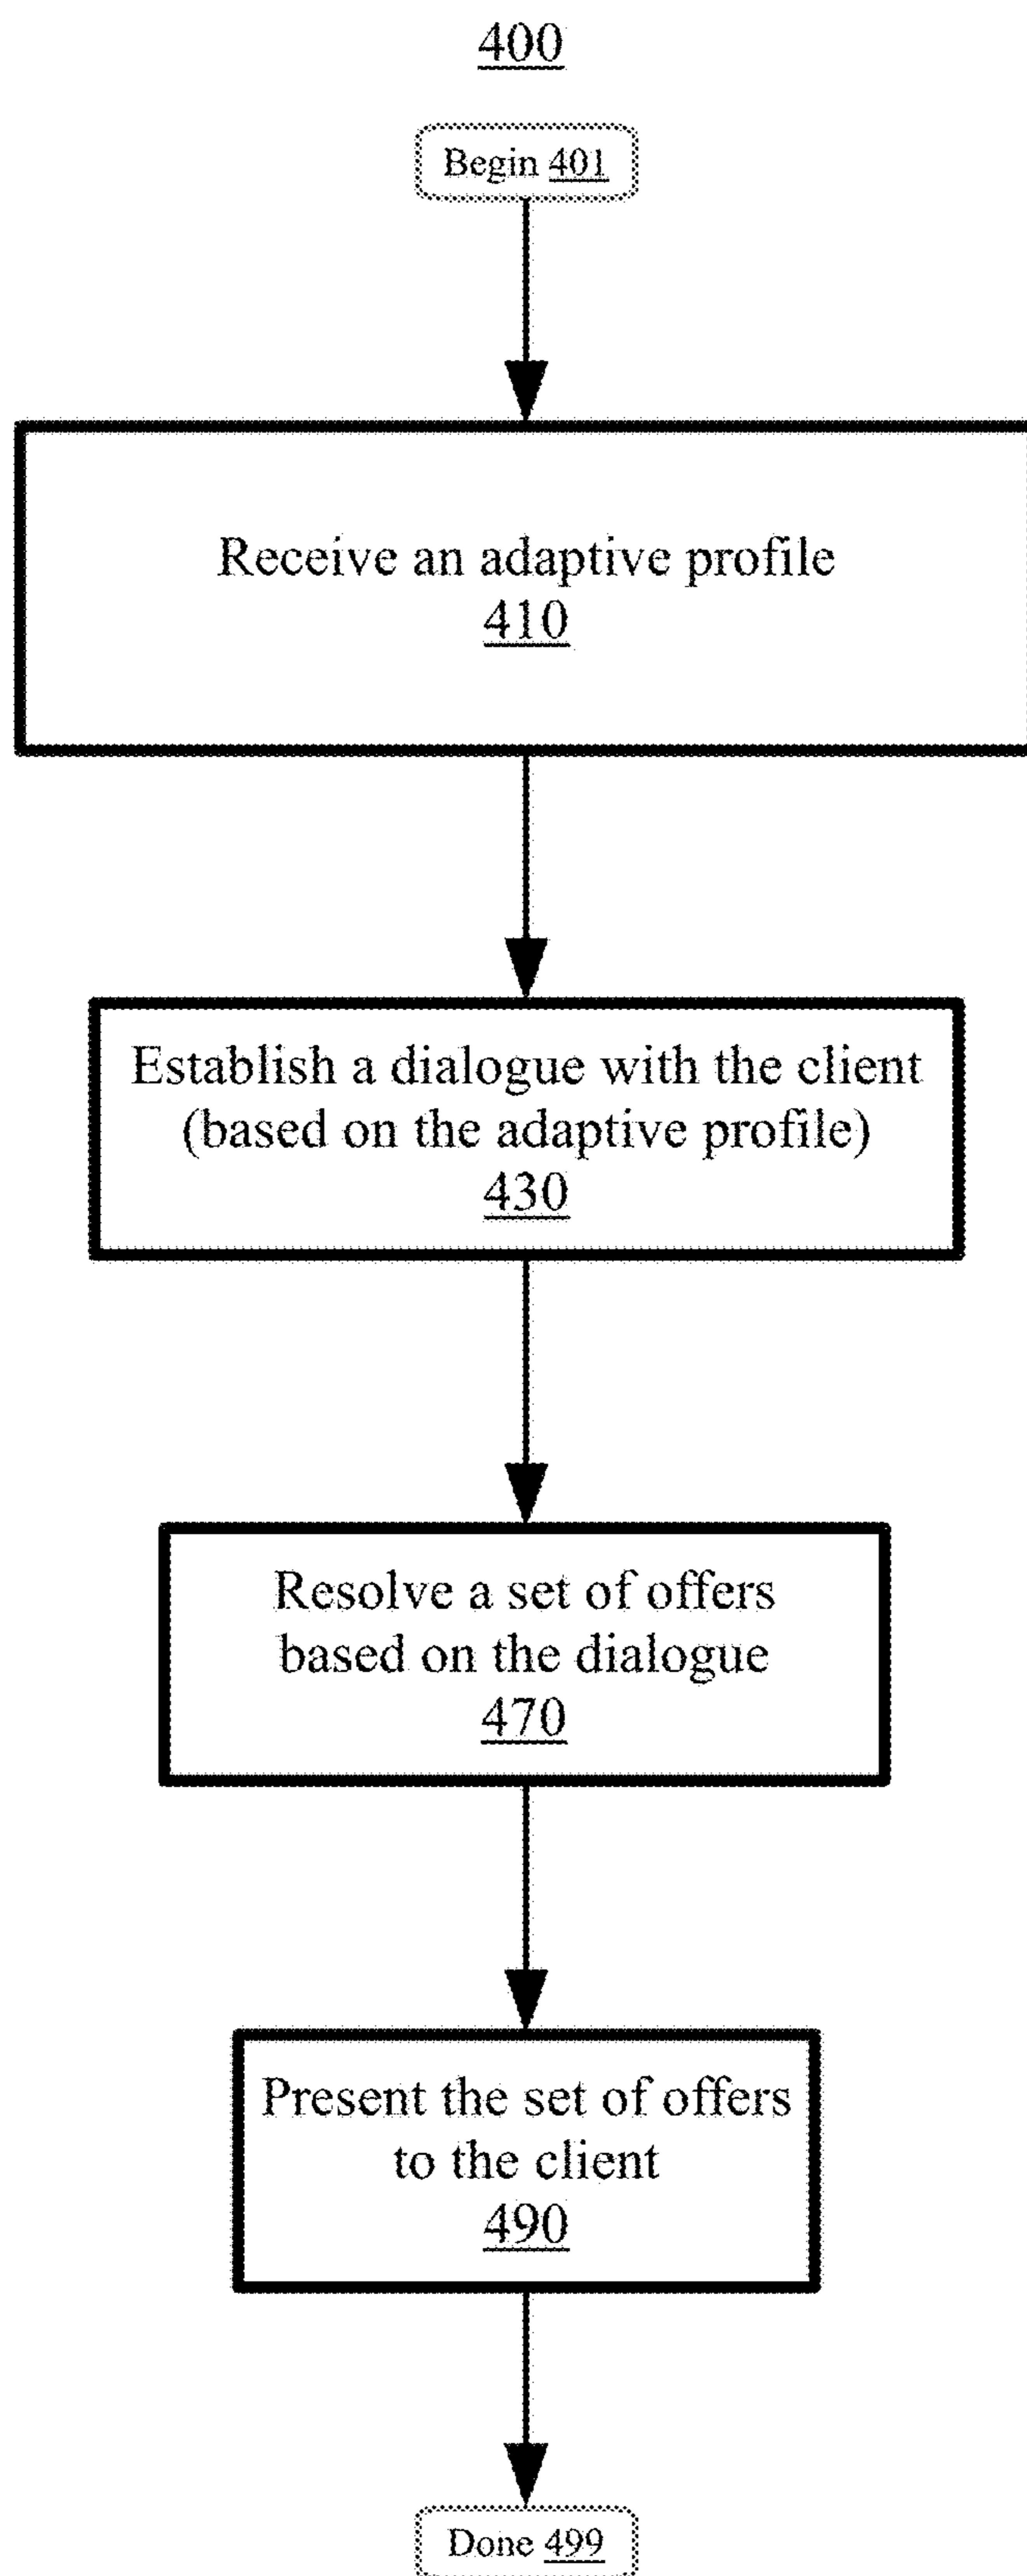 400
Begin 401
Receive an adaptive profile
410
Establish a dialogue with the client
(based on the adaptive profile)
430
Resolve a set of offers
based on the dialogue
470
Present the set of offers
to the client
490
Done 499